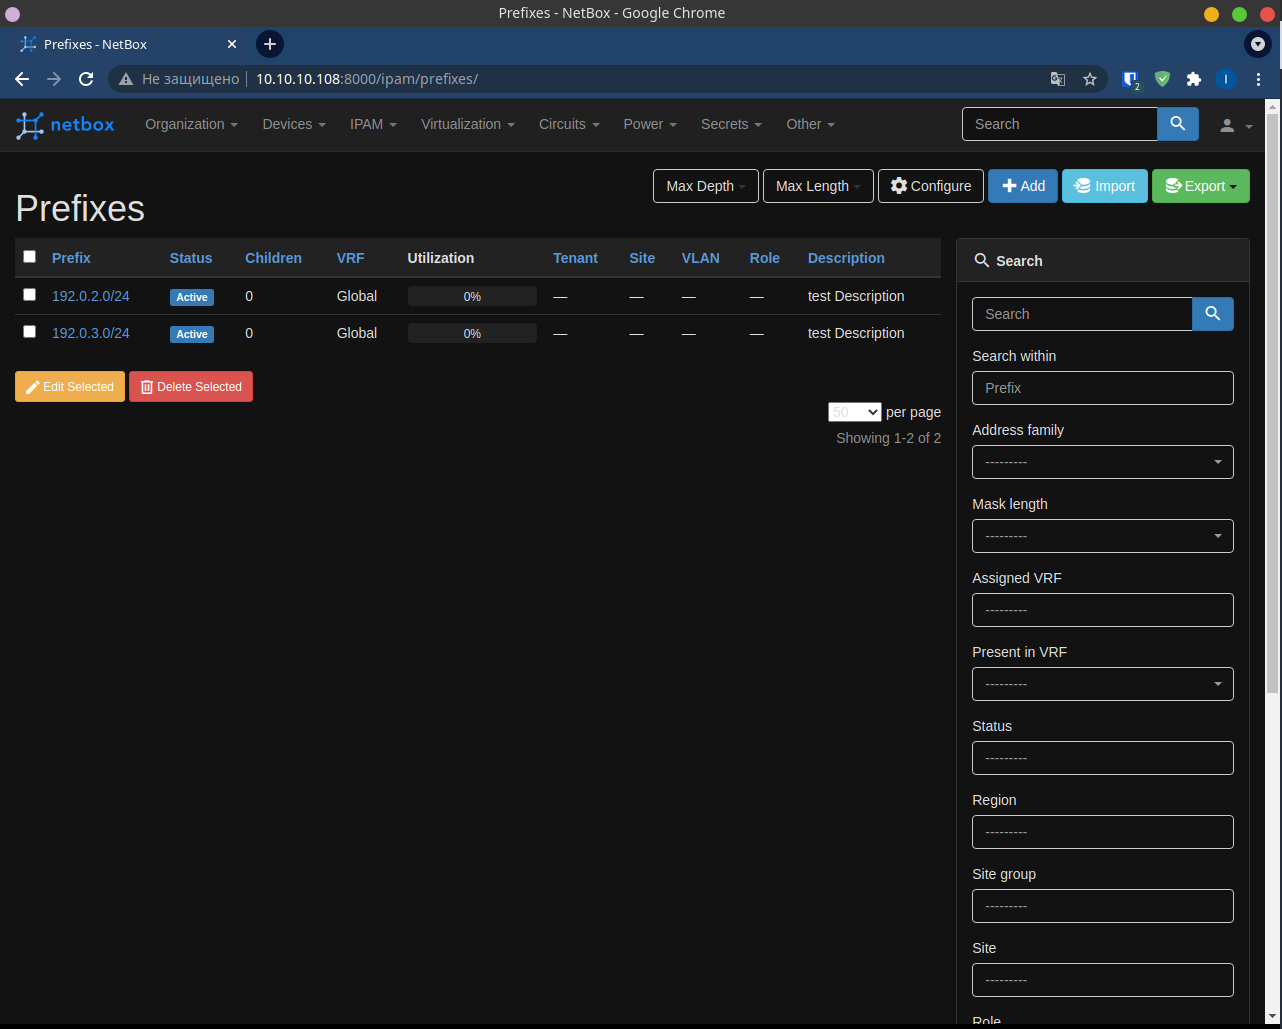 Prefixes - NetBox - Google Chrome
Prefixes - NetBox
Не защищено 10.10.10.108:8000/ipam/prefixes/
2
I
netbox Organization Devices IPAM Virtualization Circuits Power Secrets Other Search
Max Depth Max Length Configure Add Import Export
Prefixes
Prefix Status Children VRF Utilization Tenant Site VLAN Role Description
192.0.2.0/24 Active 0 Global 0% — — — — test Description
192.0.3.0/24 Active 0 Global 0% — — — — test Description
Edit Selected Delete Selected
50 per page
Showing 1-2 of 2
Search
Search
Search within
Prefix
Address family
---------
Mask length
---------
Assigned VRF
---------
Present in VRF
---------
Status
---------
Region
---------
Site group
---------
Site
---------
Role